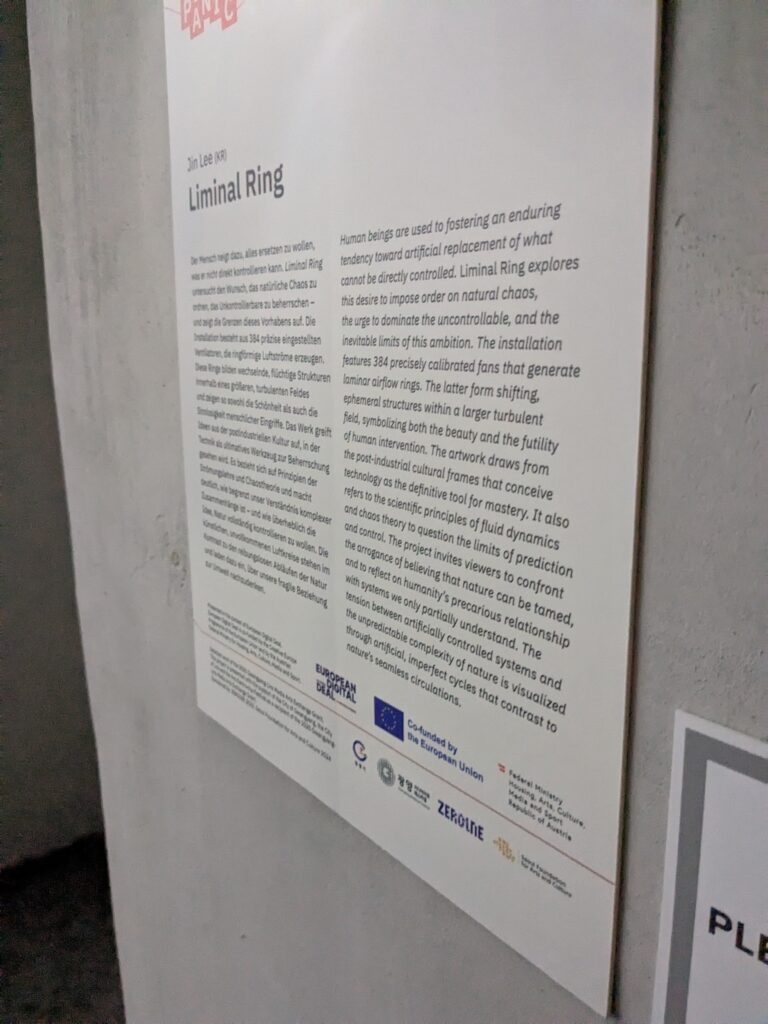 PANIC
Jin Lee (KR)
Liminal Ring
Der Mensch neigt dazu, alles ersetzen zu wollen,
was er nicht direkt kontrollieren kann. Liminal Ring
untersucht den Wunsch, das natürliche Chaos zu
ordnen, das Unkontrollierbare zu beherrschen –
und zeigt die Grenzen dieses Vorhabens auf. Die
Installation besteht aus 384 präzise eingestellten
Ventilatoren, die ringförmige Luftströme erzeugen.
Diese Ringe bilden wechselnde, flüchtige Strukturen
innerhalb eines größeren, turbulenten Feldes
und zeigen so sowohl die Schönheit als auch die
Sinnlosigkeit menschlicher Eingriffe. Das Werk greift
Ideen aus der postindustriellen Kultur auf, in der
Technik als ultimatives Werkzeug zur Beherrschung
gesehen wird. Es bezieht sich auf Prinzipien der
Strömungslehre und Chaostheorie und macht
deutlich, wie begrenzt unser Verständnis komplexer
Zusammenhänge ist – und wie überheblich die
Idee, Natur vollständig kontrollieren zu wollen. Die
künstlichen, unvollkommenen Luftkreise stehen im
Kontrast zu den reibungslosen Abläufen der Natur
und laden dazu ein, über unsere fragile Beziehung
zur Umwelt nachzudenken.
Human beings are used to fostering an enduring
tendency toward artificial replacement of what
cannot be directly controlled. Liminal Ring explores
this desire to impose order on natural chaos,
the urge to dominate the uncontrollable, and the
inevitable limits of this ambition. The installation
features 384 precisely calibrated fans that generate
laminar airflow rings. The latter form shifting,
ephemeral structures within a larger turbulent
field, symbolizing both the beauty and the futility
of human intervention. The artwork draws from
the post-industrial cultural frames that conceive
technology as the definitive tool for mastery. It also
refers to the scientific principles of fluid dynamics
and chaos theory to question the limits of prediction
and control. The project invites viewers to confront
the arrogance of believing that nature can be tamed,
and to reflect on humanity's precarious relationship
with systems we only partially understand. The
tension between artificially controlled systems and
the unpredictable complexity of nature is visualized
through artificial, imperfect cycles that contrast to
nature's seamless circulations.
EUROPEAN
DIGITAL
DEAL
Co-funded by
the European Union
Federal Ministry
Housing, Arts, Culture,
Media and Sport
Republic of Austria
광양
ZER01NE
Foundation
for Arts and Culture
PLE